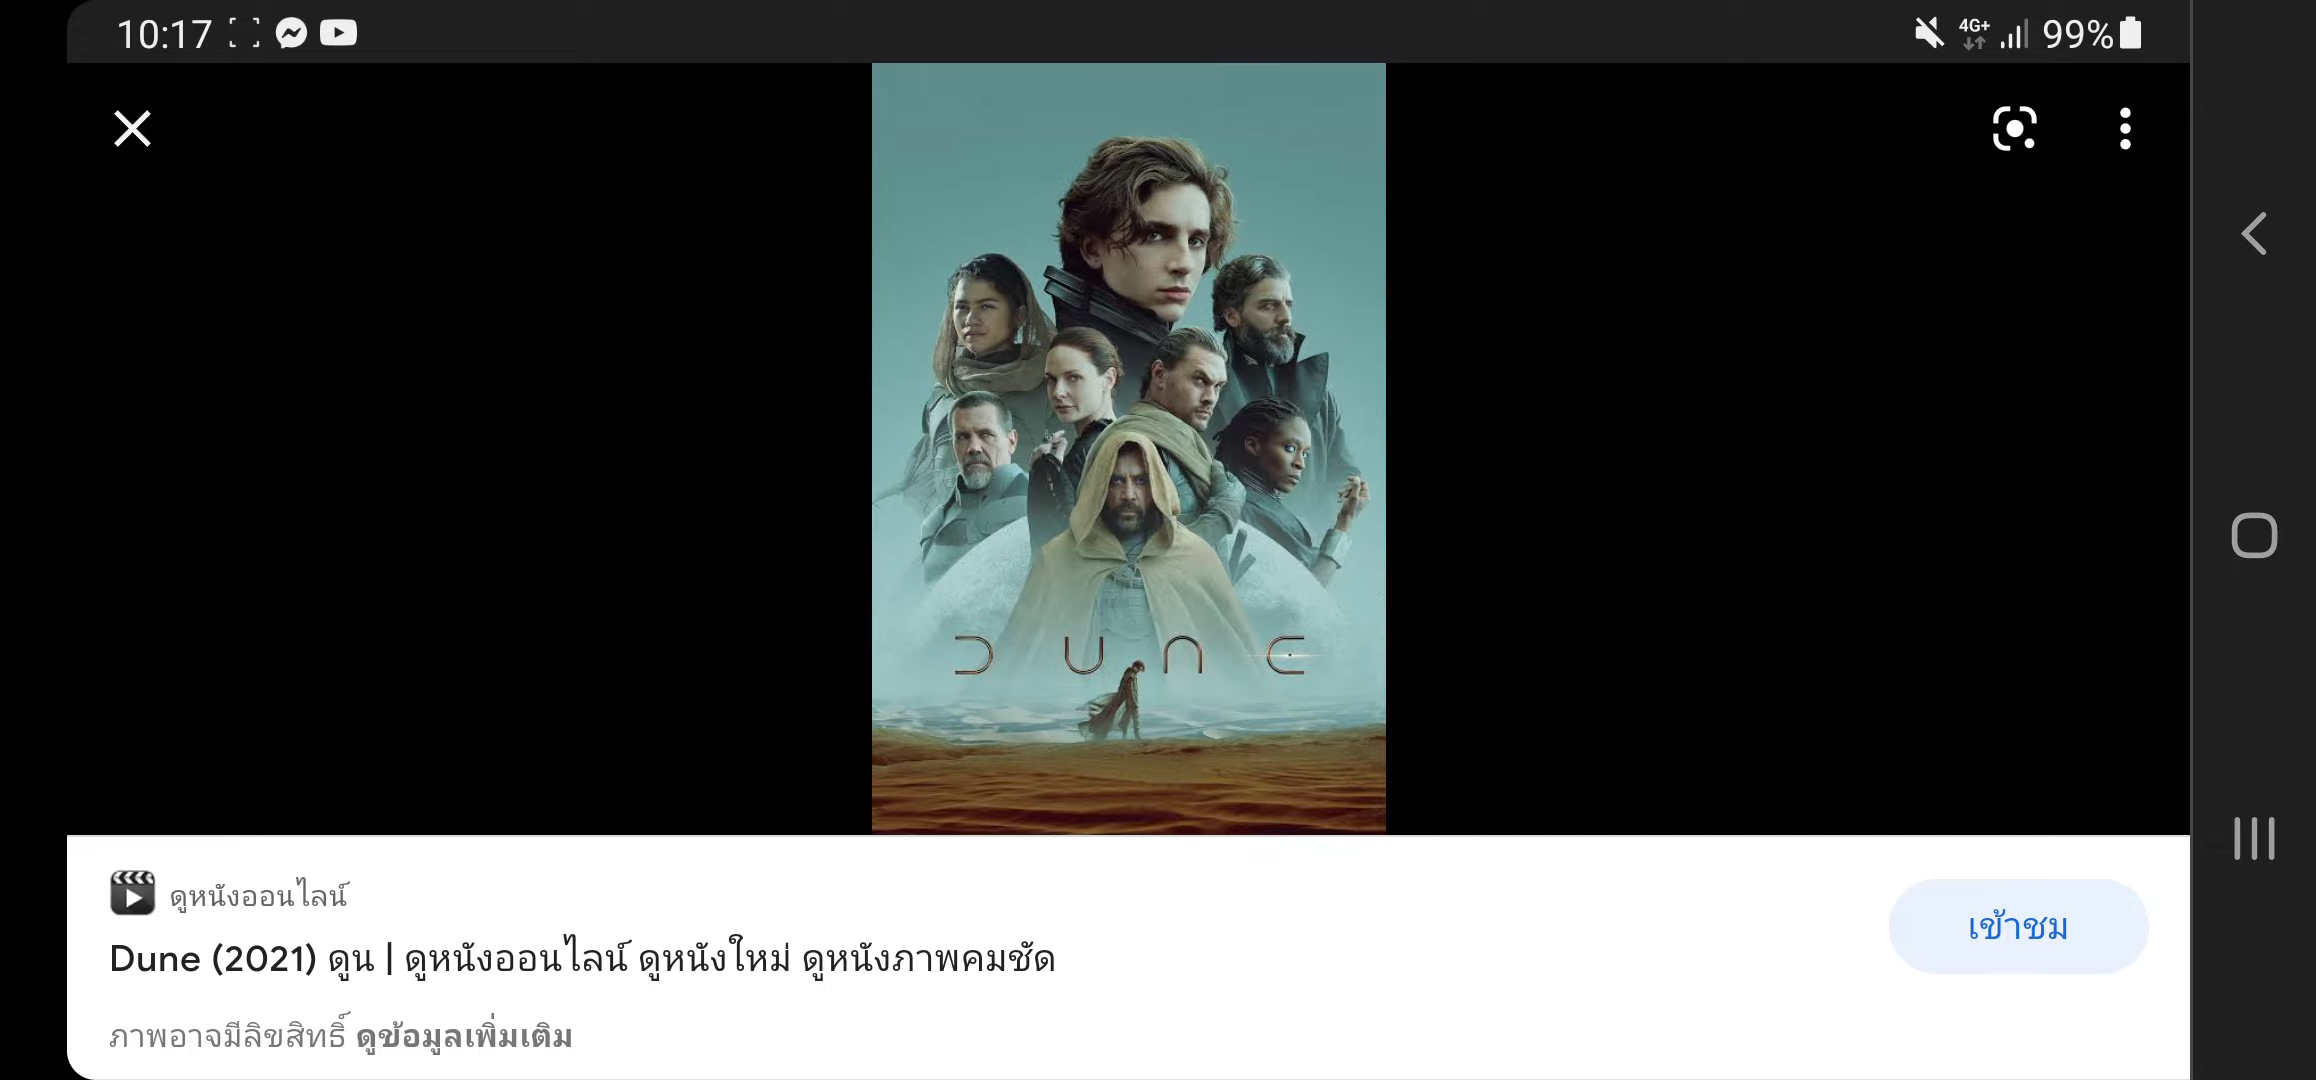 10:17
4G+ 99%
DUNE
ดูหนังออนไลน์
Dune (2021) ดูน | ดูหนังออนไลน์ ดูหนังใหม่ ดูหนังภาพคมชัด
เข้าชม
ภาพอาจมีลิขสิทธิ์ ดูข้อมูลเพิ่มเติม